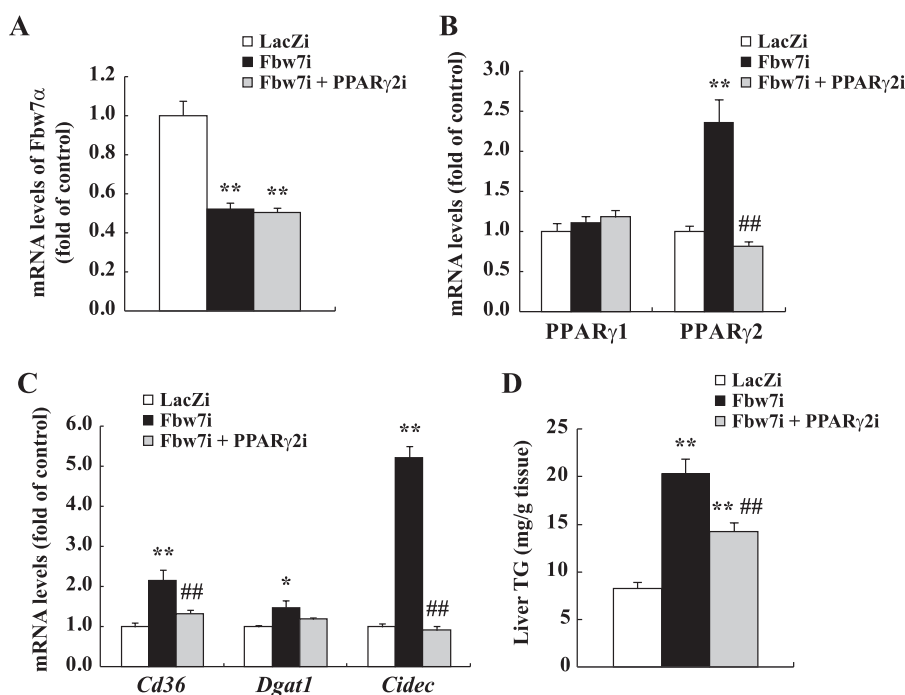 A
LacZi
Fbw7i
Fbw7i + PPARγ2i
mRNA levels of Fbw7α
(fold of control)
1.2
1.0
0.8
0.6
0.4
0.2
0.0
**
**
B
LacZi
Fbw7i
Fbw7i + PPARγ2i
mRNA levels (fold of control)
3.0
2.5
2.0
1.5
1.0
0.5
0.0
**
##
PPARγ1
PPARγ2
C
LacZi
Fbw7i
Fbw7i + PPARγ2i
mRNA levels (fold of control)
6.0
5.0
4.0
3.0
2.0
1.0
0.0
**
##
*
**
##
Cd36
Dgat1
Cidec
D
LacZi
Fbw7i
Fbw7i + PPARγ2i
Liver TG (mg/g tissue)
25
20
15
10
5
0
**
** ##